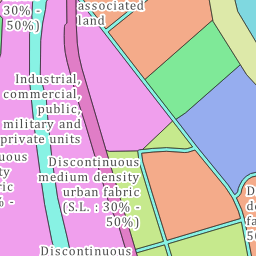 30% -
50%)
associated
land
Industrial,
commercial,
public,
military and
private units
Discontinuous
medium density
urban fabric
(S.L. : 30% -
50%)
Discontinuous